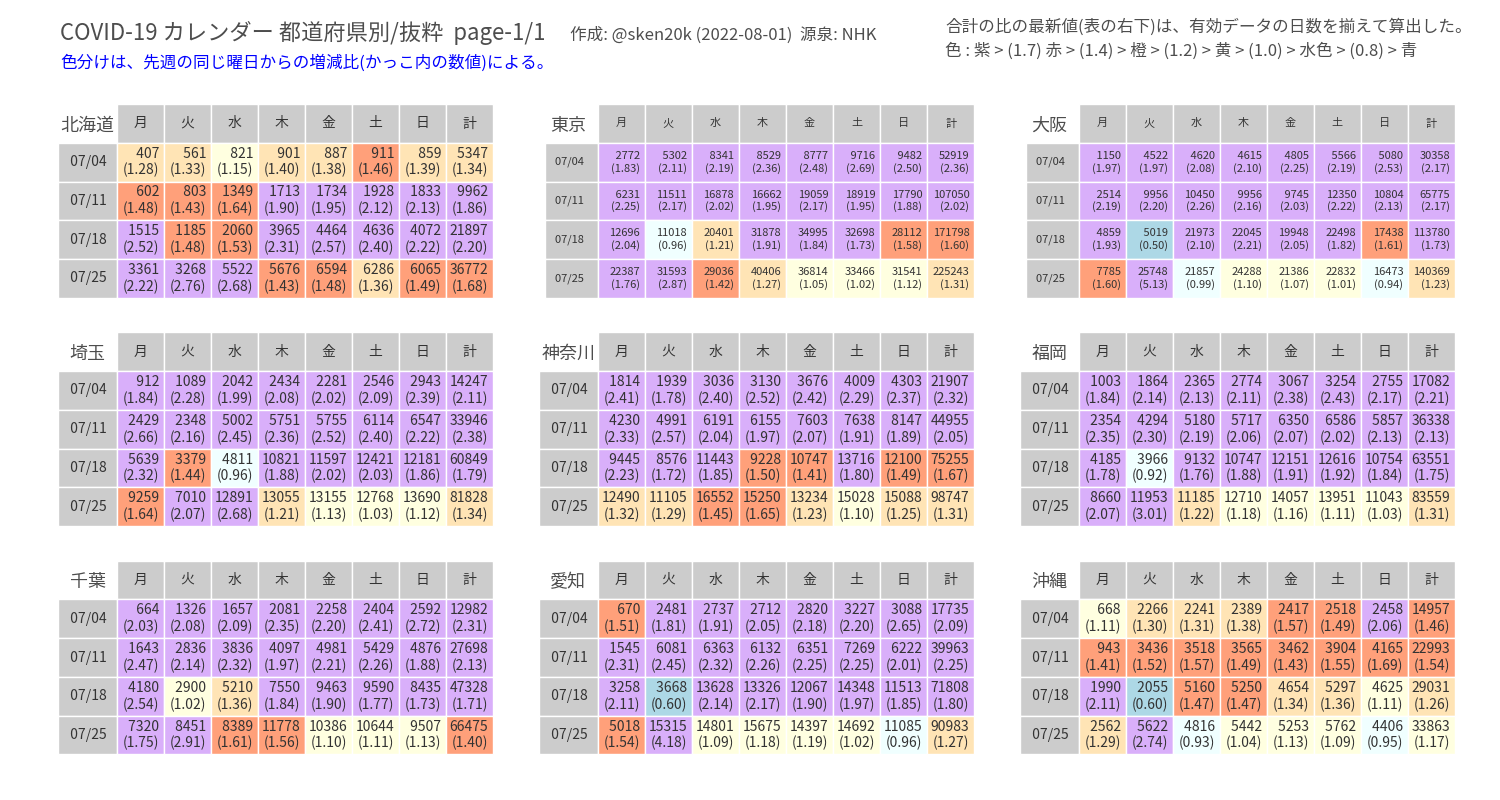 COVID-19 カレンダー 都道府県別/抜粋 page-1/1 作成: @sken20k (2022-08-01) 源泉: NHK
合計の比の最新値(表の右下)は、有効データの日数を揃えて算出した。
色分けは、先週の同じ曜日からの増減比(かっこ内の数値)による。
色 : 紫 > (1.7) 赤 > (1.4) > 橙 > (1.2) > 黄 > (1.0) > 水色 > (0.8) > 青
北海道 月 火 水 木 金 土 日 計
07/04 407 561 821 901 887 911 859 5347
(1.28) (1.33) (1.15) (1.40) (1.38) (1.46) (1.39) (1.34)
07/11 602 803 1349 1713 1734 1928 1833 9962
(1.48) (1.43) (1.64) (1.90) (1.95) (2.12) (2.13) (1.86)
07/18 1515 1185 2060 3965 4464 4636 4072 21897
(2.52) (1.48) (1.53) (2.31) (2.57) (2.40) (2.22) (2.20)
07/25 3361 3268 5522 5676 6594 6286 6065 36772
(2.22) (2.76) (2.68) (1.43) (1.48) (1.36) (1.49) (1.68)
東京 月 火 水 木 金 土 日 計
07/04 2772 5302 8341 8529 8777 9716 9482 52919
(1.83) (2.11) (2.19) (2.36) (2.48) (2.69) (2.50) (2.36)
07/11 6231 11511 16878 16662 19059 18919 17790 107050
(2.25) (2.17) (2.02) (1.95) (2.17) (1.95) (1.88) (2.02)
07/18 12696 11018 20401 31878 34995 32698 28112 171798
(2.04) (0.96) (1.21) (1.91) (1.84) (1.73) (1.58) (1.60)
07/25 22387 31593 29036 40406 36814 33466 31541 225243
(1.76) (2.87) (1.42) (1.27) (1.05) (1.02) (1.12) (1.31)
大阪 月 火 水 木 金 土 日 計
07/04 1150 4522 4620 4615 4805 5566 5080 30358
(1.97) (1.97) (2.08) (2.10) (2.25) (2.19) (2.53) (2.17)
07/11 2514 9956 10450 9956 9745 12350 10804 65775
(2.19) (2.20) (2.26) (2.16) (2.03) (2.22) (2.13) (2.17)
07/18 4859 5019 21973 22045 19948 22498 17438 113780
(1.93) (0.50) (2.10) (2.21) (2.05) (1.82) (1.61) (1.73)
07/25 7785 25748 21857 24288 21386 22832 16473 140369
(1.60) (5.13) (0.99) (1.10) (1.07) (1.01) (0.94) (1.23)
埼玉 月 火 水 木 金 土 日 計
07/04 912 1089 2042 2434 2281 2546 2943 14247
(1.84) (2.28) (1.99) (2.08) (2.02) (2.09) (2.39) (2.11)
07/11 2429 2348 5002 5751 5755 6114 6547 33946
(2.66) (2.16) (2.45) (2.36) (2.52) (2.40) (2.22) (2.38)
07/18 5639 3379 4811 10821 11597 12421 12181 60849
(2.32) (1.44) (0.96) (1.88) (2.02) (2.03) (1.86) (1.79)
07/25 9259 7010 12891 13055 13155 12768 13690 81828
(1.64) (2.07) (2.68) (1.21) (1.13) (1.03) (1.12) (1.34)
神奈川 月 火 水 木 金 土 日 計
07/04 1814 1939 3036 3130 3676 4009 4303 21907
(2.41) (1.78) (2.40) (2.52) (2.42) (2.29) (2.37) (2.32)
07/11 4230 4991 6191 6155 7603 7638 8147 44955
(2.33) (2.57) (2.04) (1.97) (2.07) (1.91) (1.89) (2.05)
07/18 9445 8576 11443 9228 10747 13716 12100 75255
(2.23) (1.72) (1.85) (1.50) (1.41) (1.80) (1.49) (1.67)
07/25 12490 11105 16552 15250 13234 15028 15088 98747
(1.32) (1.29) (1.45) (1.65) (1.23) (1.10) (1.25) (1.31)
福岡 月 火 水 木 金 土 日 計
07/04 1003 1864 2365 2774 3067 3254 2755 17082
(1.84) (2.14) (2.13) (2.11) (2.38) (2.43) (2.17) (2.21)
07/11 2354 4294 5180 5717 6350 6586 5857 36338
(2.35) (2.30) (2.19) (2.06) (2.07) (2.02) (2.13) (2.13)
07/18 4185 3966 9132 10747 12151 12616 10754 63551
(1.78) (0.92) (1.76) (1.88) (1.91) (1.92) (1.84) (1.75)
07/25 8660 11953 11185 12710 14057 13951 11043 83559
(2.07) (3.01) (1.22) (1.18) (1.16) (1.11) (1.03) (1.31)
千葉 月 火 水 木 金 土 日 計
07/04 664 1326 1657 2081 2258 2404 2592 12982
(2.03) (2.08) (2.09) (2.35) (2.20) (2.41) (2.72) (2.31)
07/11 1643 2836 3836 4097 4981 5429 4876 27698
(2.47) (2.14) (2.32) (1.97) (2.21) (2.26) (1.88) (2.13)
07/18 4180 2900 5210 7550 9463 9590 8435 47328
(2.54) (1.02) (1.36) (1.84) (1.90) (1.77) (1.73) (1.71)
07/25 7320 8451 8389 11778 10386 10644 9507 66475
(1.75) (2.91) (1.61) (1.56) (1.10) (1.11) (1.13) (1.40)
愛知 月 火 水 木 金 土 日 計
07/04 670 2481 2737 2712 2820 3227 3088 17735
(1.51) (1.81) (1.91) (2.05) (2.18) (2.20) (2.65) (2.09)
07/11 1545 6081 6363 6132 6351 7269 6222 39963
(2.31) (2.45) (2.32) (2.26) (2.25) (2.25) (2.01) (2.25)
07/18 3258 3668 13628 13326 12067 14348 11513 71808
(2.11) (0.60) (2.14) (2.17) (1.90) (1.97) (1.85) (1.80)
07/25 5018 15315 14801 15675 14397 14692 11085 90983
(1.54) (4.18) (1.09) (1.18) (1.19) (1.02) (0.96) (1.27)
沖縄 月 火 水 木 金 土 日 計
07/04 668 2266 2241 2389 2417 2518 2458 14957
(1.11) (1.30) (1.31) (1.38) (1.57) (1.49) (2.06) (1.46)
07/11 943 3436 3518 3565 3462 3904 4165 22993
(1.41) (1.52) (1.57) (1.49) (1.43) (1.55) (1.69) (1.54)
07/18 1990 2055 5160 5250 4654 5297 4625 29031
(2.11) (0.60) (1.47) (1.47) (1.34) (1.36) (1.11) (1.26)
07/25 2562 5622 4816 5442 5253 5762 4406 33863
(1.29) (2.74) (0.93) (1.04) (1.13) (1.09) (0.95) (1.17)